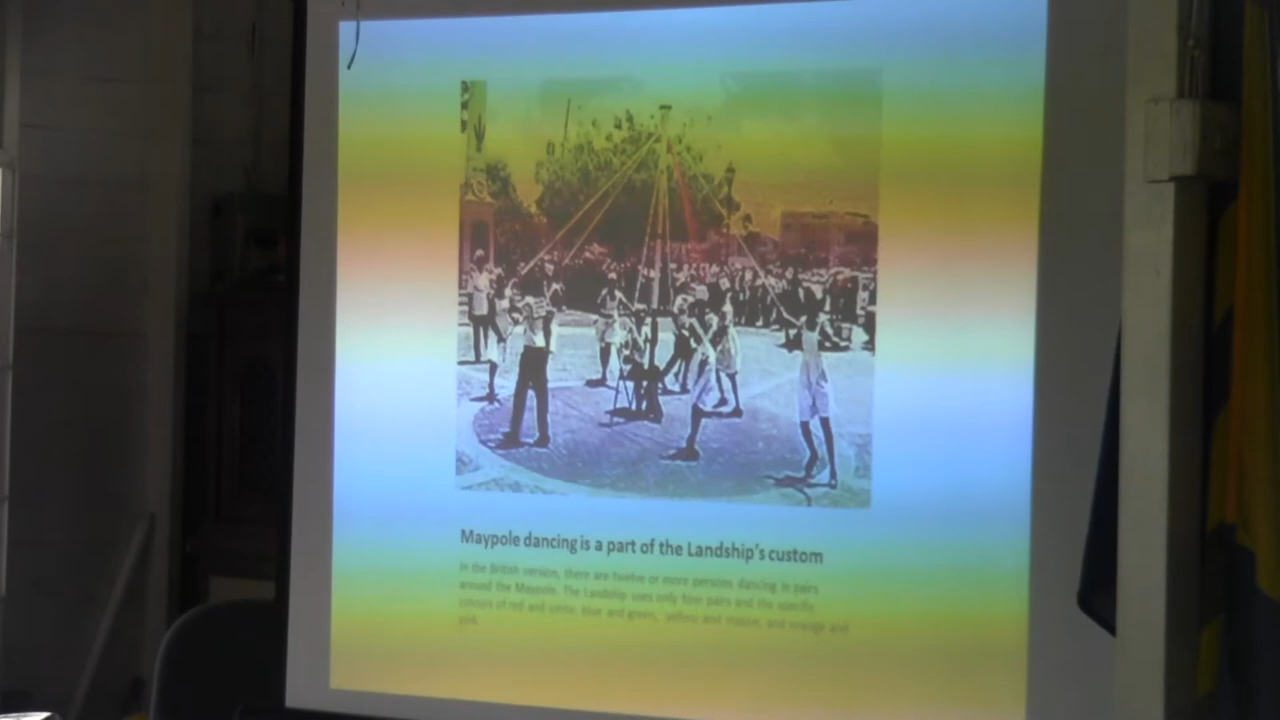 Maypole dancing is a part of the Landship's custom
In the British version, there are twelve or more persons dancing in pairs
around the Maypole. The Landship uses only four pairs and the specific
colours of red and white, blue and green, yellow and and orange and
pink.